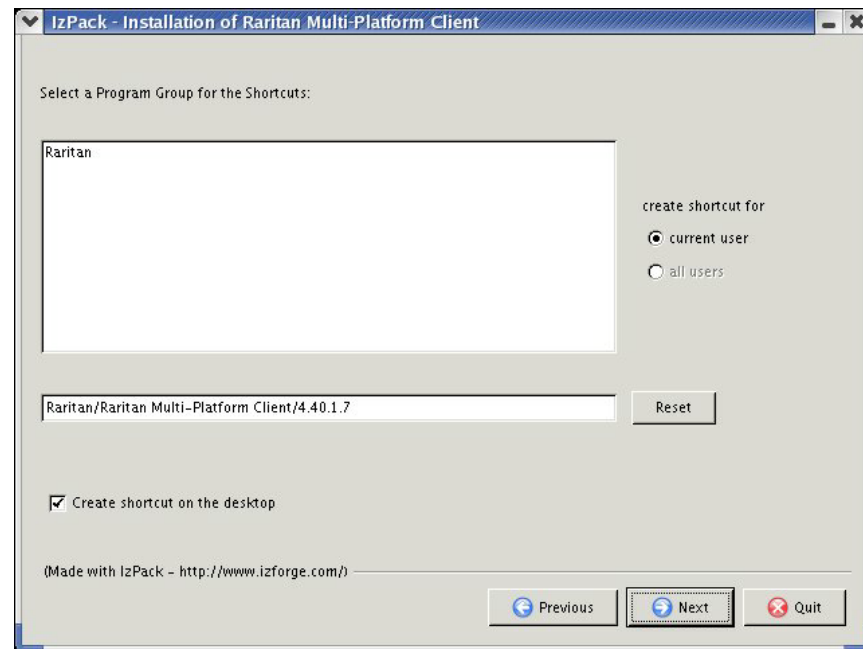 IzPack - Installation of Raritan Multi-Platform Client
Select a Program Group for the Shortcuts:
Raritan
create shortcut for
current user
all users
Raritan/Raritan Multi-Platform Client/4.40.1.7
Reset
Create shortcut on the desktop
(Made with IzPack - http://www.izforge.com/)
Previous
Next
Quit